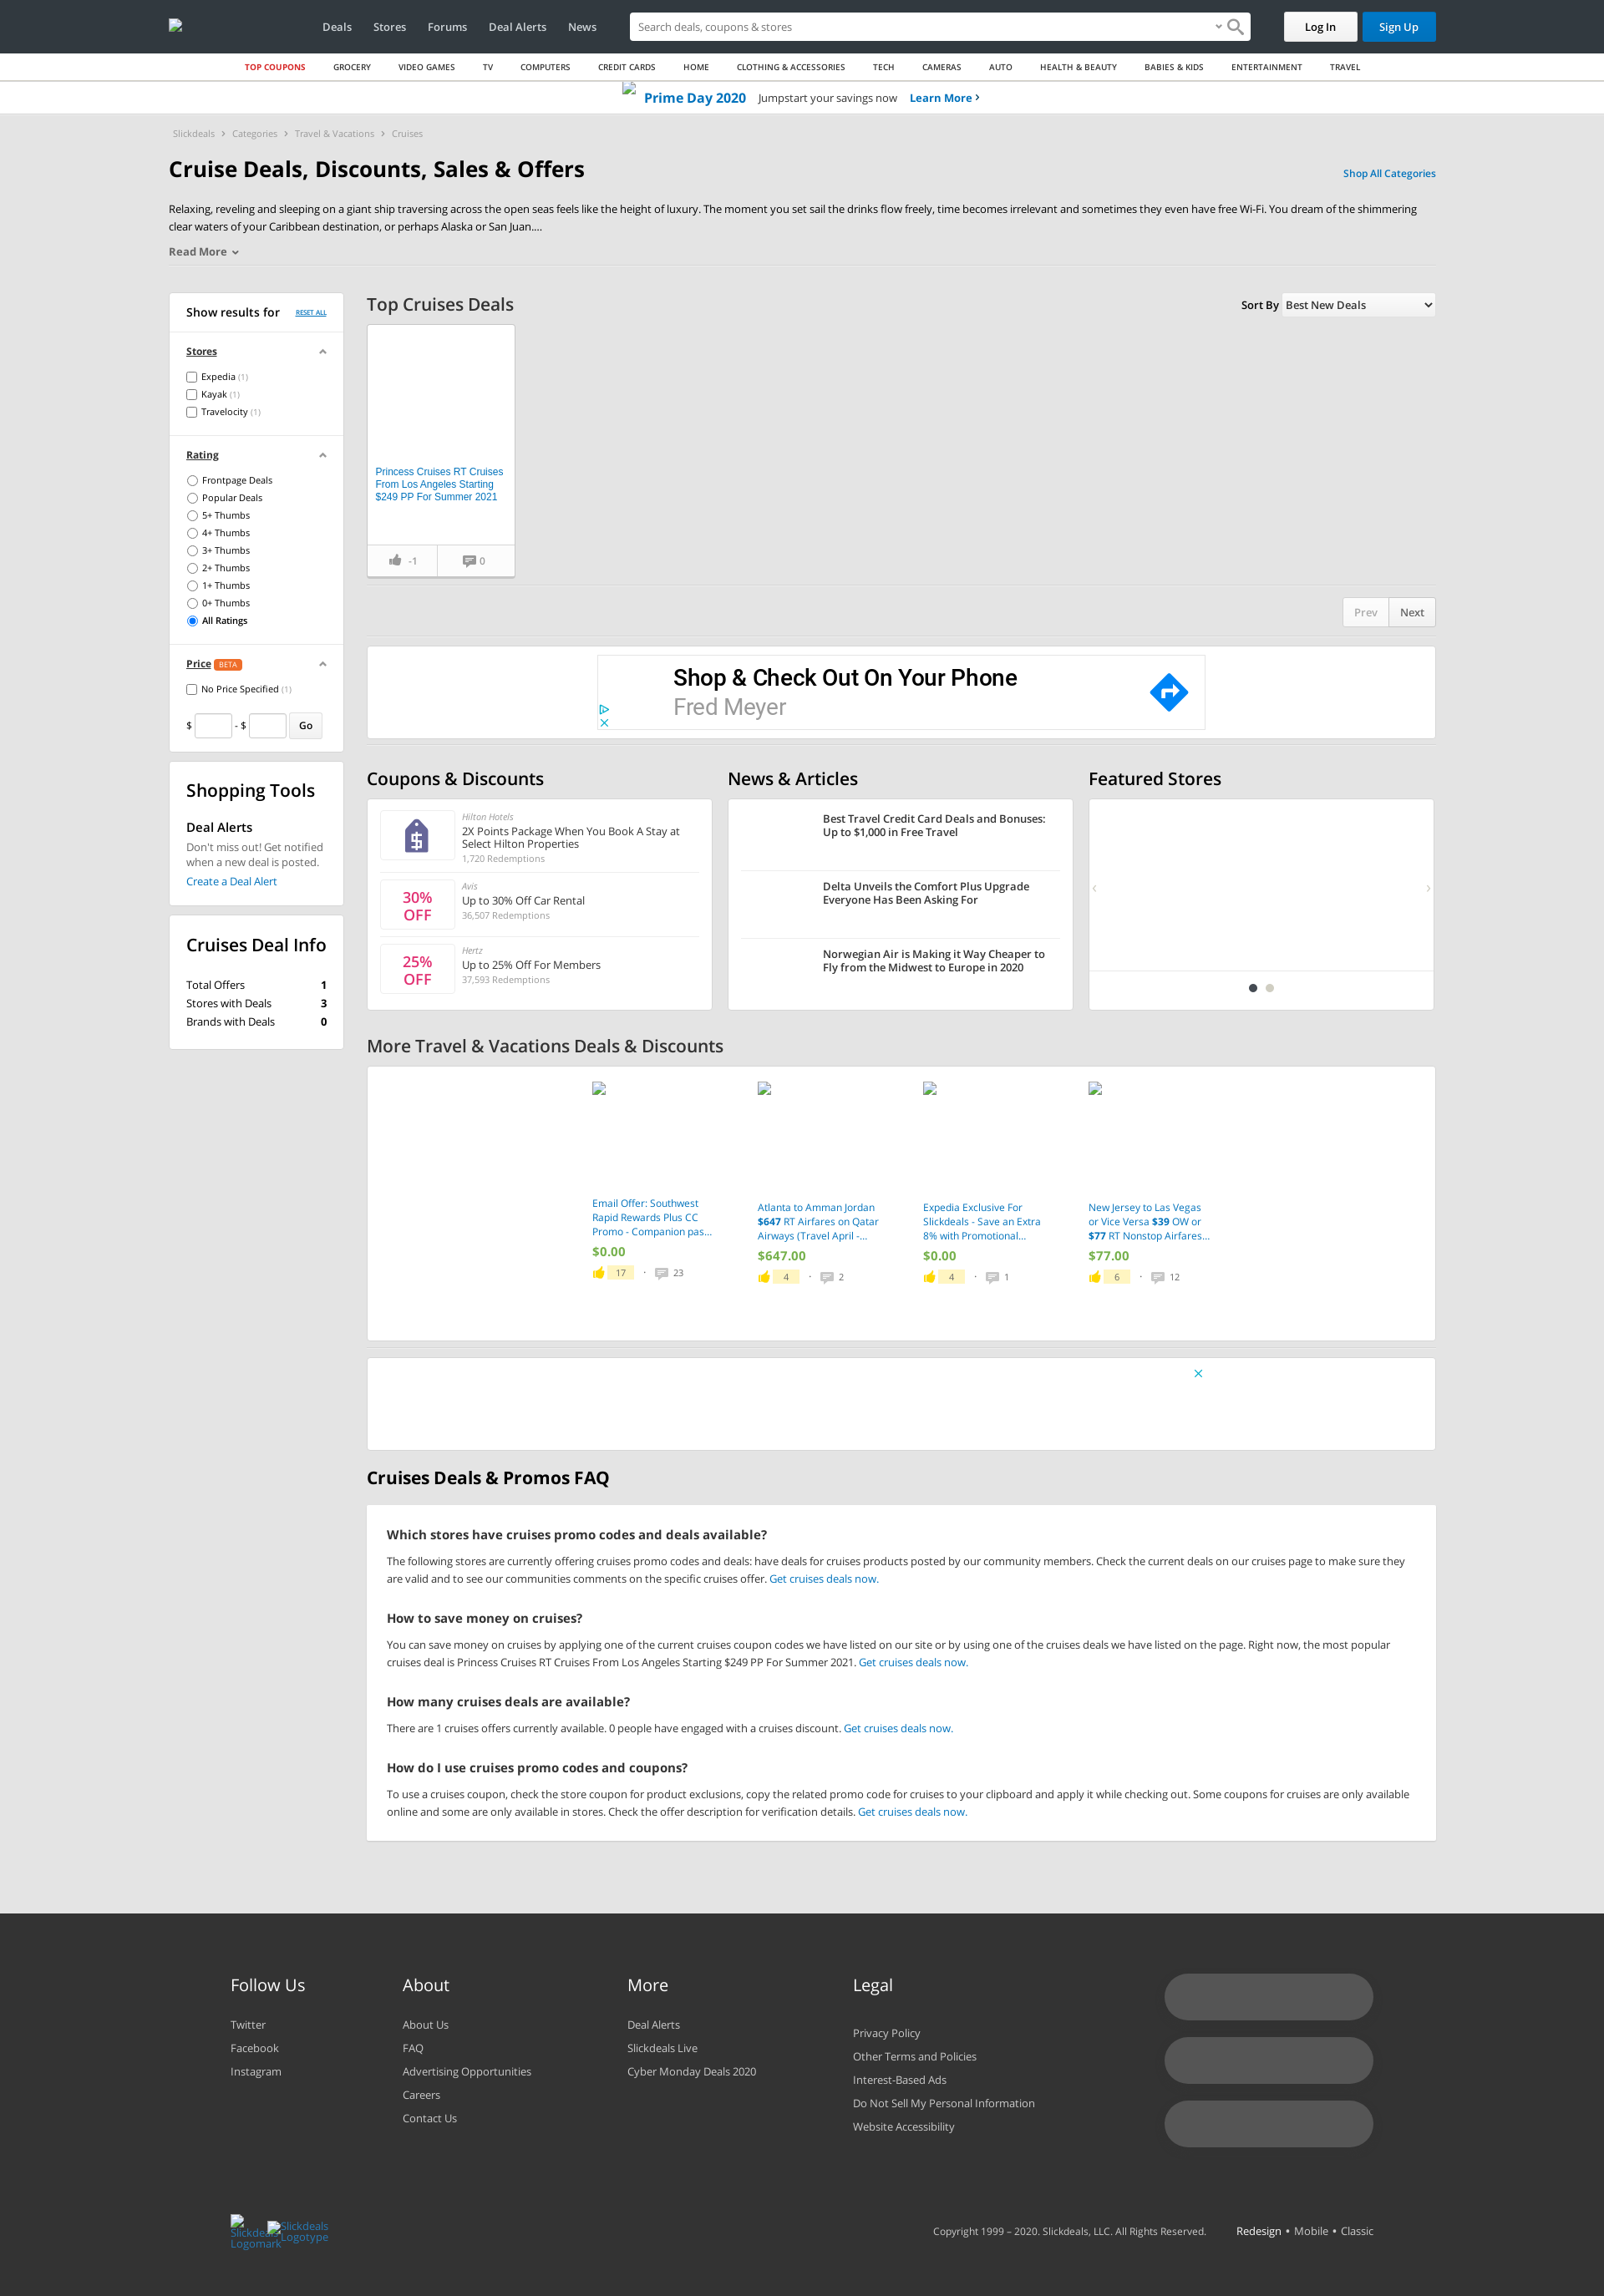 Deals Stores Forums Deal Alerts News Search deals, coupons & stores Log In Sign Up
TOP COUPONS GROCERY VIDEO GAMES TV COMPUTERS CREDIT CARDS HOME CLOTHING & ACCESSORIES TECH CAMERAS AUTO HEALTH & BEAUTY BABIES & KIDS ENTERTAINMENT TRAVEL
Prime Day 2020 Jumpstart your savings now Learn More ›
Slickdeals › Categories › Travel & Vacations › Cruises
Cruise Deals, Discounts, Sales & Offers
Shop All Categories
Relaxing, reveling and sleeping on a giant ship traversing across the open seas feels like the height of luxury. The moment you set sail the drinks flow freely, time becomes irrelevant and sometimes they even have free Wi-Fi. You dream of the shimmering
clear waters of your Caribbean destination, or perhaps Alaska or San Juan....
Read More
Show results for RESET ALL
Stores
Expedia (1)
Kayak (1)
Travelocity (1)
Rating
Frontpage Deals
Popular Deals
5+ Thumbs
4+ Thumbs
3+ Thumbs
2+ Thumbs
1+ Thumbs
0+ Thumbs
All Ratings
Price BETA
No Price Specified (1)
$ - $ Go
Shopping Tools
Deal Alerts
Don't miss out! Get notified
when a new deal is posted.
Create a Deal Alert
Cruises Deal Info
Total Offers 1
Stores with Deals 3
Brands with Deals 0
Top Cruises Deals
Sort By Best New Deals
Princess Cruises RT Cruises
From Los Angeles Starting
$249 PP For Summer 2021
-1 0
Prev Next
Shop & Check Out On Your Phone
Fred Meyer
Coupons & Discounts
Hilton Hotels
2X Points Package When You Book A Stay at
Select Hilton Properties
1,720 Redemptions
30%
OFF
Avis
Up to 30% Off Car Rental
36,507 Redemptions
25%
OFF
Hertz
Up to 25% Off For Members
37,593 Redemptions
News & Articles
Best Travel Credit Card Deals and Bonuses:
Up to $1,000 in Free Travel
Delta Unveils the Comfort Plus Upgrade
Everyone Has Been Asking For
Norwegian Air is Making it Way Cheaper to
Fly from the Midwest to Europe in 2020
Featured Stores
More Travel & Vacations Deals & Discounts
Email Offer: Southwest
Rapid Rewards Plus CC
Promo - Companion pas...
$0.00
17 · 23
Atlanta to Amman Jordan
$647 RT Airfares on Qatar
Airways (Travel April -...
$647.00
4 · 2
Expedia Exclusive For
Slickdeals - Save an Extra
8% with Promotional...
$0.00
4 · 1
New Jersey to Las Vegas
or Vice Versa $39 OW or
$77 RT Nonstop Airfares...
$77.00
6 · 12
Cruises Deals & Promos FAQ
Which stores have cruises promo codes and deals available?
The following stores are currently offering cruises promo codes and deals: have deals for cruises products posted by our community members. Check the current deals on our cruises page to make sure they
are valid and to see our communities comments on the specific cruises offer. Get cruises deals now.
How to save money on cruises?
You can save money on cruises by applying one of the current cruises coupon codes we have listed on our site or by using one of the cruises deals we have listed on the page. Right now, the most popular
cruises deal is Princess Cruises RT Cruises From Los Angeles Starting $249 PP For Summer 2021. Get cruises deals now.
How many cruises deals are available?
There are 1 cruises offers currently available. 0 people have engaged with a cruises discount. Get cruises deals now.
How do I use cruises promo codes and coupons?
To use a cruises coupon, check the store coupon for product exclusions, copy the related promo code for cruises to your clipboard and apply it while checking out. Some coupons for cruises are only available
online and some are only available in stores. Check the offer description for verification details. Get cruises deals now.
Follow Us
Twitter
Facebook
Instagram
About
About Us
FAQ
Advertising Opportunities
Careers
Contact Us
More
Deal Alerts
Slickdeals Live
Cyber Monday Deals 2020
Legal
Privacy Policy
Other Terms and Policies
Interest-Based Ads
Do Not Sell My Personal Information
Website Accessibility
Slickdeals
Logomark
Slickdeals
Logotype
Copyright 1999 – 2020. Slickdeals, LLC. All Rights Reserved. Redesign • Mobile • Classic